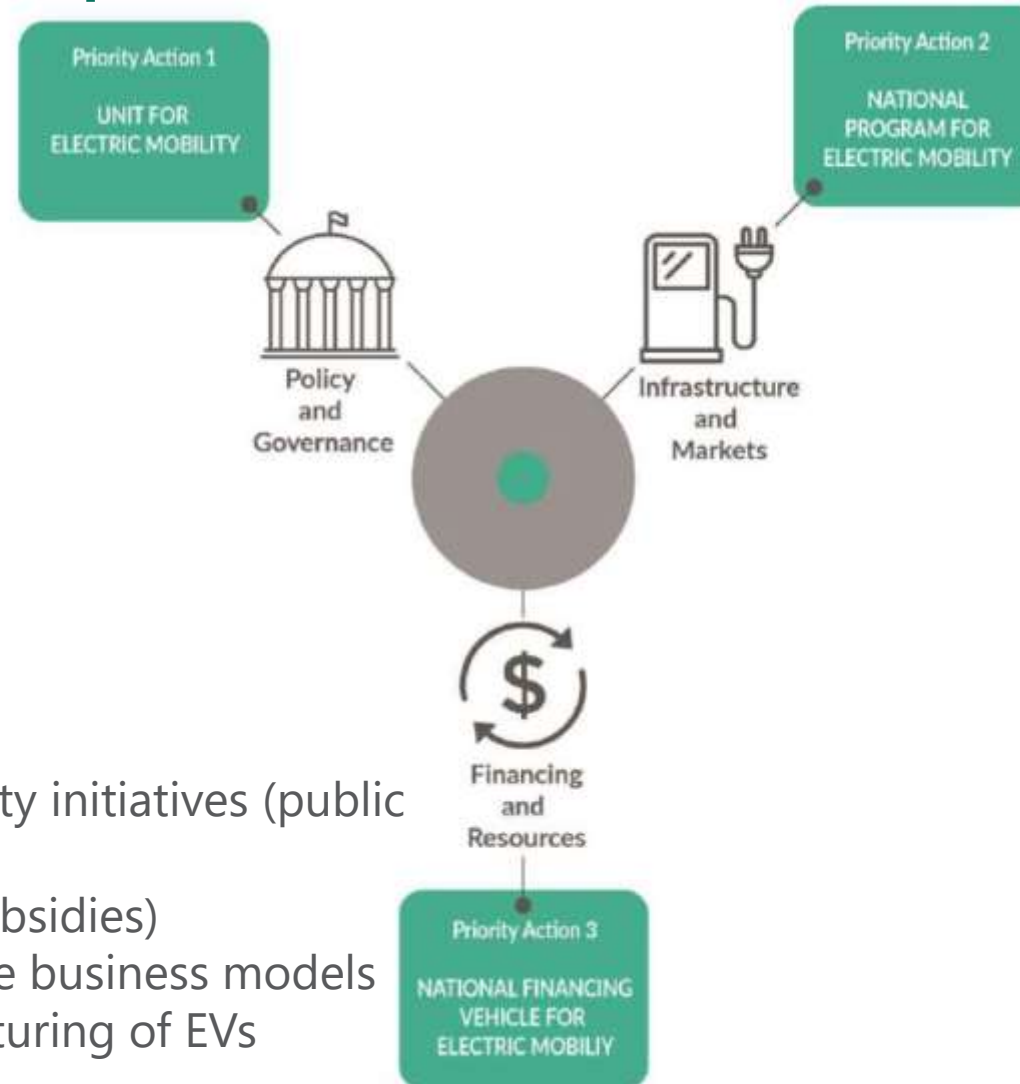 Priority Action 1
UNIT FOR
ELECTRIC MOBILITY
Priority Action 2
NATIONAL
PROGRAM FOR
ELECTRIC MOBILITY
Policy
and
Governance
Infrastructure
and
Markets
$
Financing
and
Resources
Priority Action 3
NATIONAL FINANCING
VEHICLE FOR
ELECTRIC MOBILIY
ty initiatives (public
bsidies)
e business models
turing of EVs